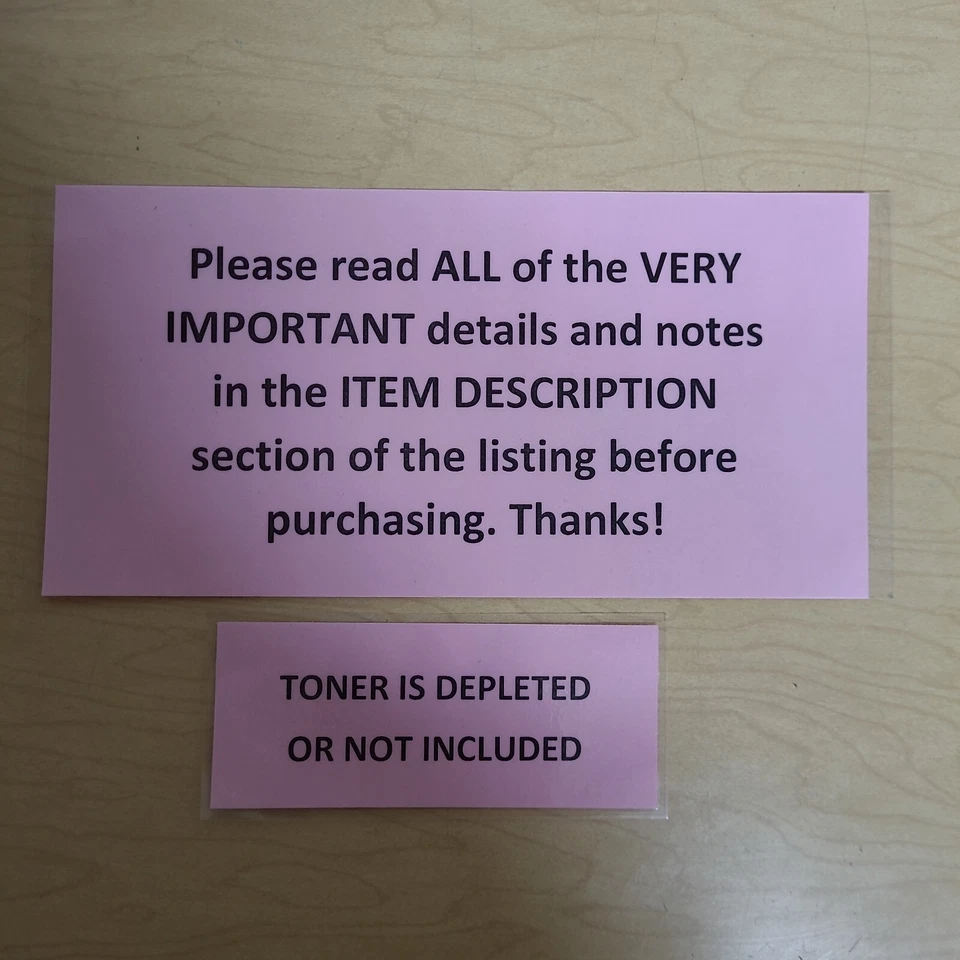 Please read ALL of the VERY
IMPORTANT details and notes
in the ITEM DESCRIPTION
section of the listing before
purchasing. Thanks!
TONER IS DEPLETED
OR NOT INCLUDED